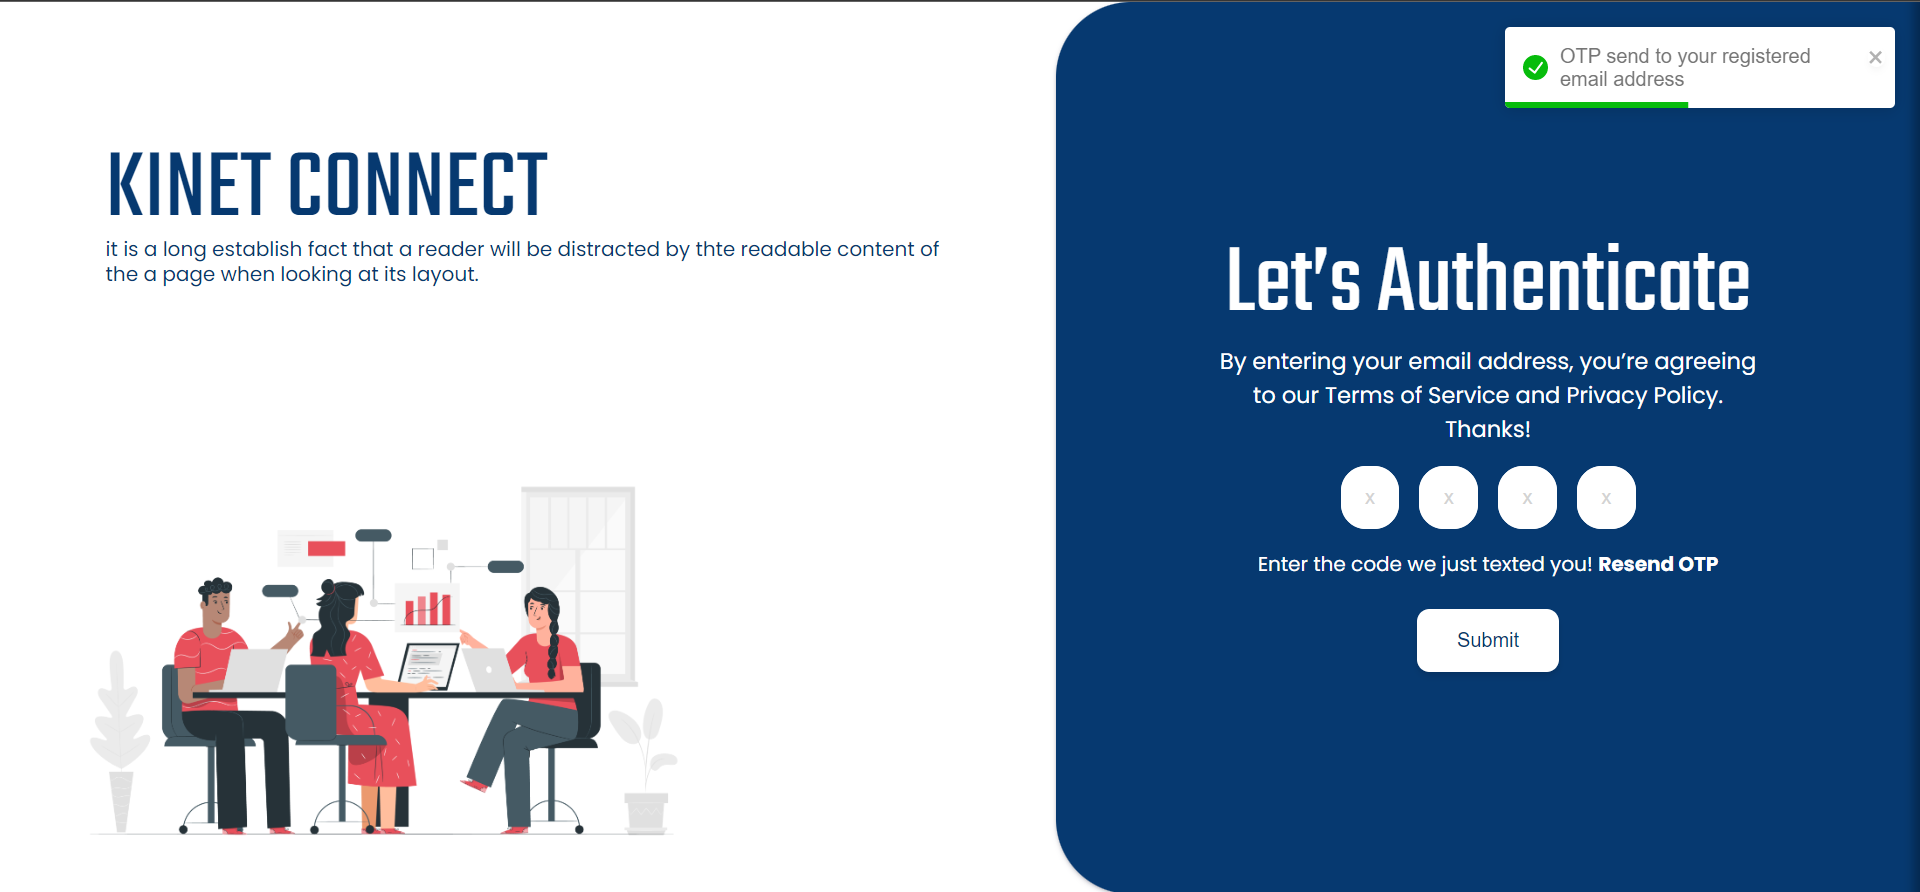 OTP send to your registered
email address
KINET CONNECT
it is a long establish fact that a reader will be distracted by thte readable content of
the a page when looking at its layout.
Let's Authenticate
By entering your email address, you're agreeing
to our Terms of Service and Privacy Policy.
Thanks!
x x x x
Enter the code we just texted you! Resend OTP
Submit